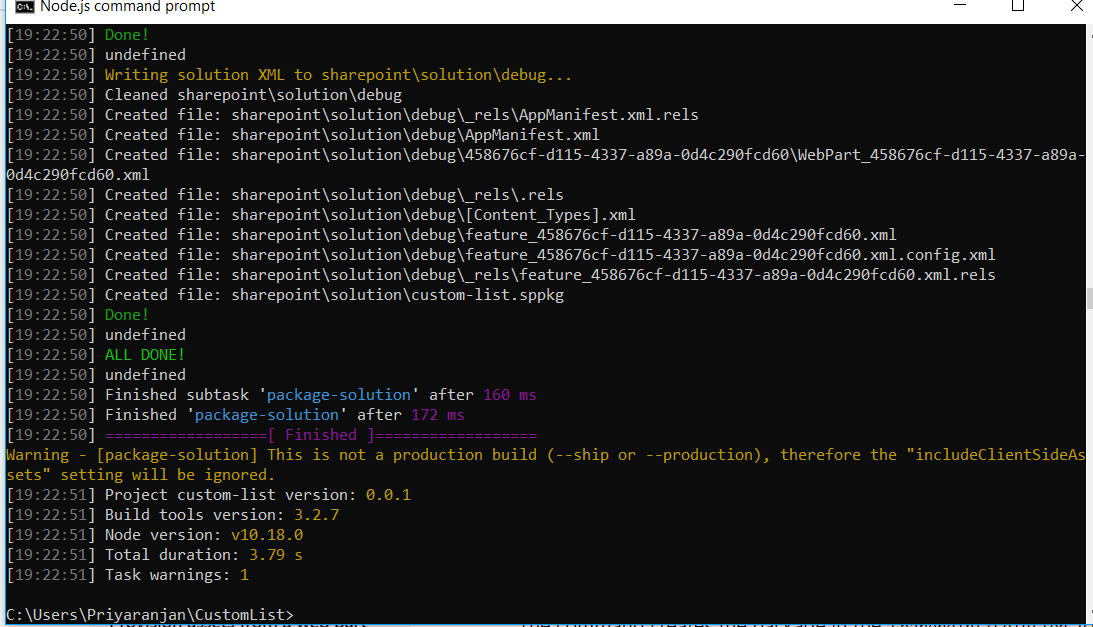 Node.js command prompt
[19:22:50] Done!
[19:22:50] undefined
[19:22:50] Writing solution XML to sharepoint\solution\debug...
[19:22:50] Cleaned sharepoint\solution\debug
[19:22:50] Created file: sharepoint\solution\debug\_rels\AppManifest.xml.rels
[19:22:50] Created file: sharepoint\solution\debug\AppManifest.xml
[19:22:50] Created file: sharepoint\solution\debug\458676cf-d115-4337-a89a-0d4c290fcd60\WebPart_458676cf-d115-4337-a89a-
0d4c290fcd60.xml
[19:22:50] Created file: sharepoint\solution\debug\_rels\.rels
[19:22:50] Created file: sharepoint\solution\debug\[Content_Types].xml
[19:22:50] Created file: sharepoint\solution\debug\feature_458676cf-d115-4337-a89a-0d4c290fcd60.xml
[19:22:50] Created file: sharepoint\solution\debug\feature_458676cf-d115-4337-a89a-0d4c290fcd60.xml.config.xml
[19:22:50] Created file: sharepoint\solution\debug\_rels\feature_458676cf-d115-4337-a89a-0d4c290fcd60.xml.rels
[19:22:50] Created file: sharepoint\solution\custom-list.sppkg
[19:22:50] Done!
[19:22:50] undefined
[19:22:50] ALL DONE!
[19:22:50] undefined
[19:22:50] Finished subtask 'package-solution' after 160 ms
[19:22:50] Finished 'package-solution' after 172 ms
[19:22:50] ==================[ Finished ]==================
Warning - [package-solution] This is not a production build (--ship or --production), therefore the "includeClientSideAs
sets" setting will be ignored.
[19:22:51] Project custom-list version: 0.0.1
[19:22:51] Build tools version: 3.2.7
[19:22:51] Node version: v10.18.0
[19:22:51] Total duration: 3.79 s
[19:22:51] Task warnings: 1
C:\Users\Priyaranjan\CustomList>